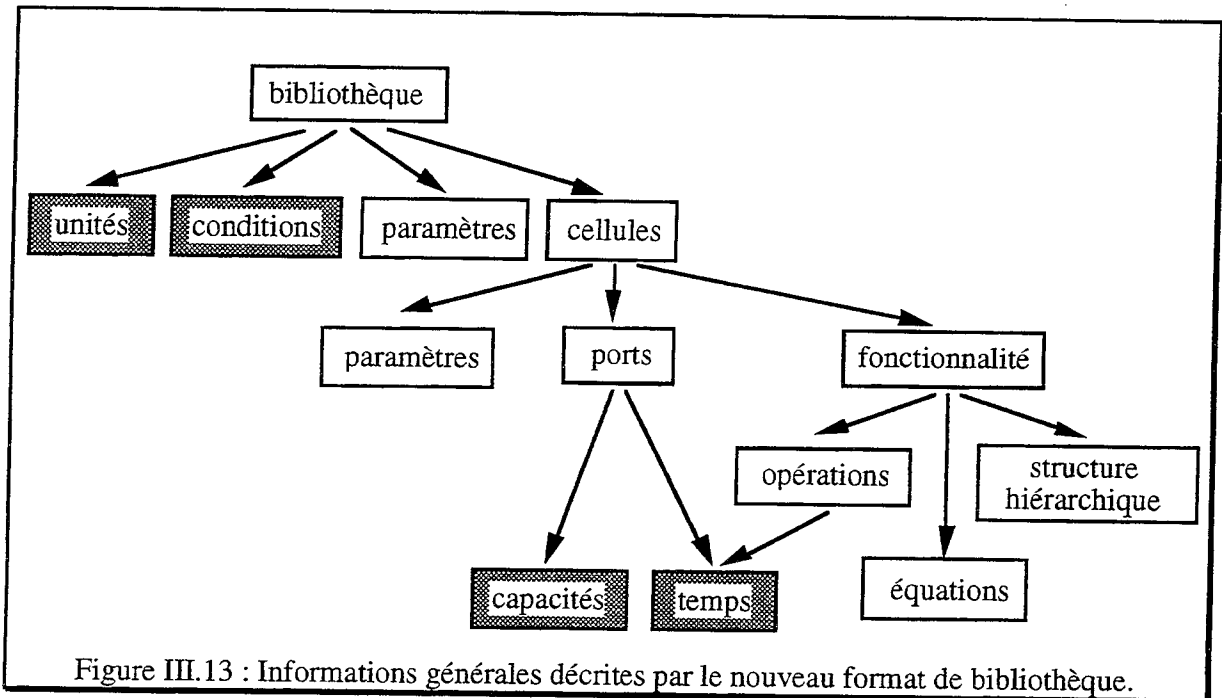 bibliothèque
unités
conditions
paramètres
cellules
paramètres
ports
fonctionnalité
opérations
structure
hiérarchique
capacités
temps
équations
Figure III.13 : Informations générales décrites par le nouveau format de bibliothèque.